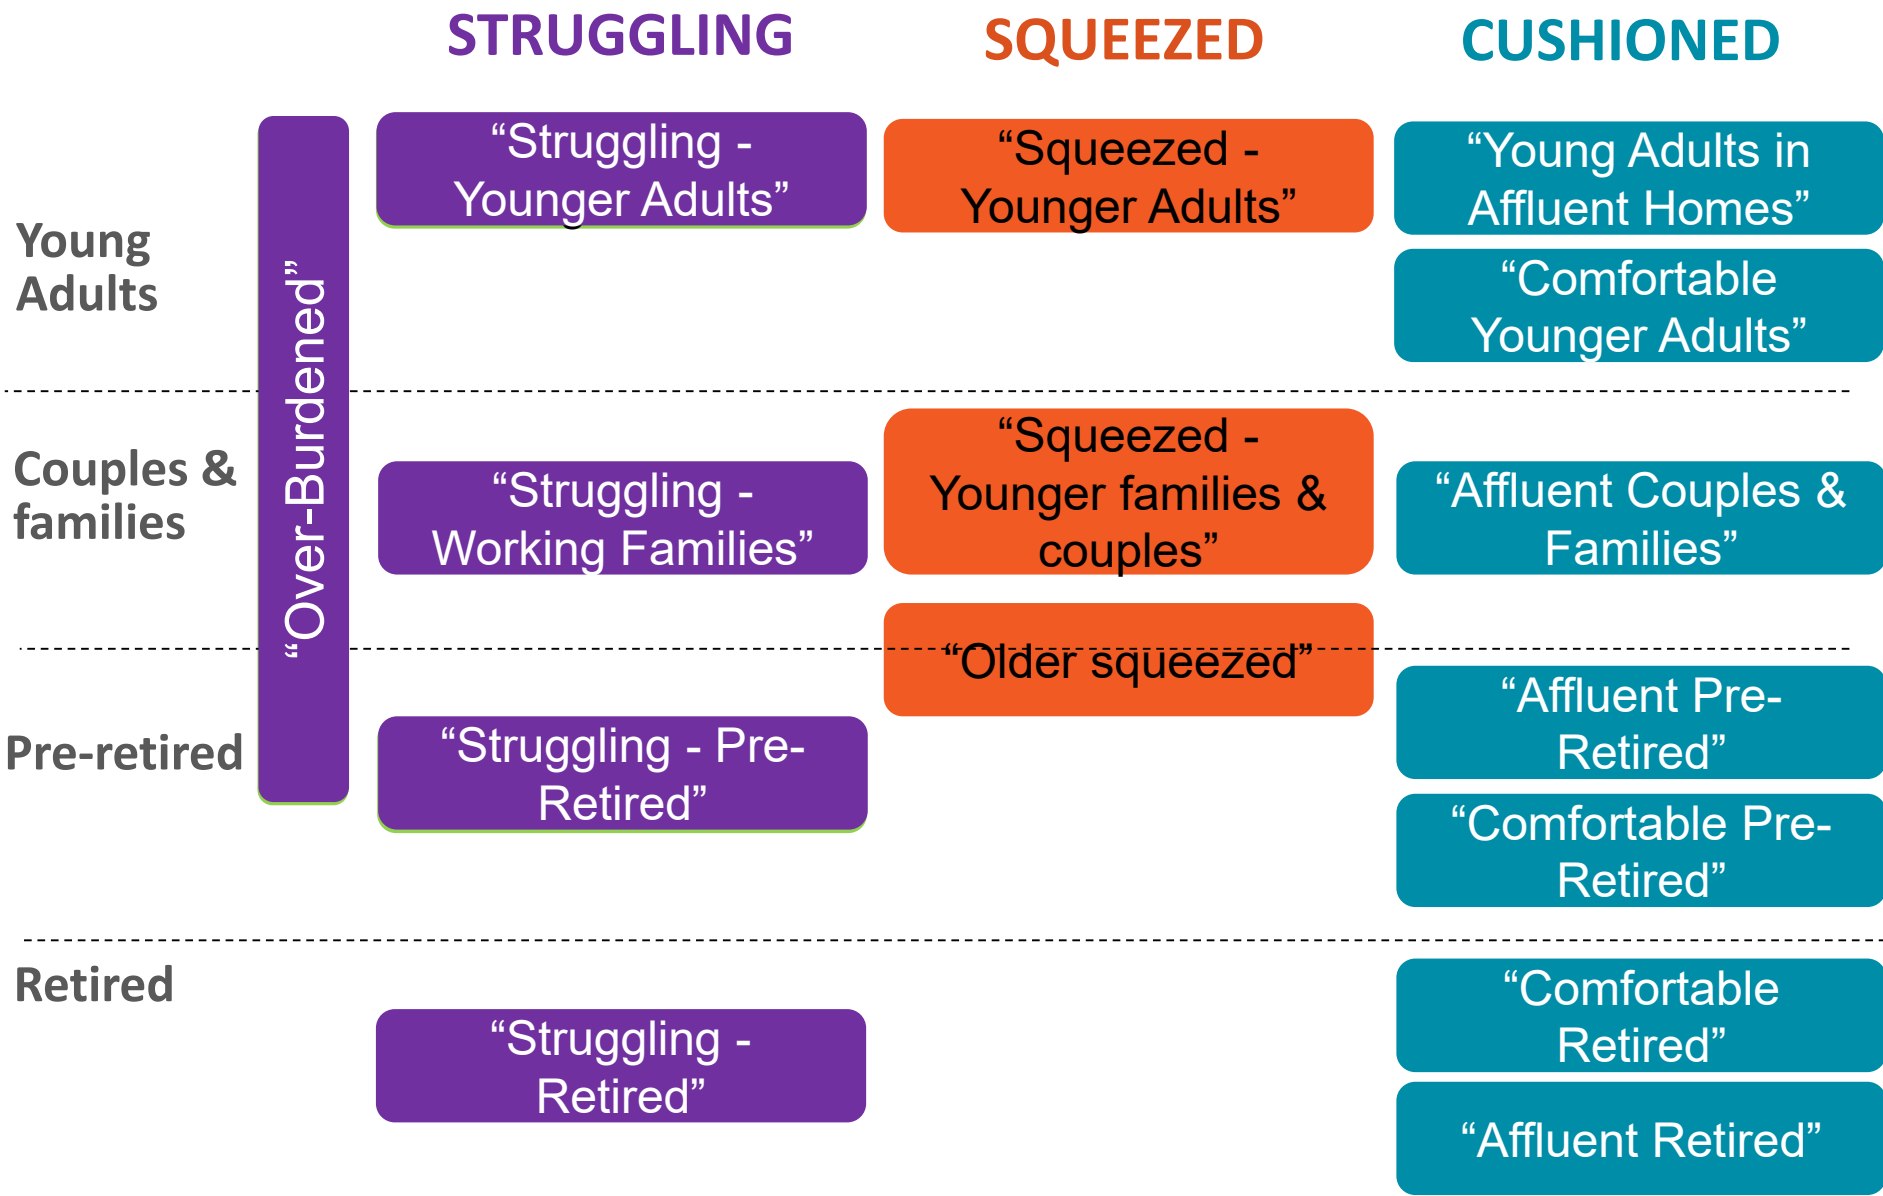 STRUGGLING
SQUEEZED
CUSHIONED
Young
Adults
“Over-Burdened”
“Struggling -
Younger Adults”
“Squeezed -
Younger Adults”
“Young Adults in
Affluent Homes”
“Comfortable
Younger Adults”
Couples &
families
“Struggling -
Working Families”
“Squeezed -
Younger families &
couples”
“Affluent Couples &
Families”
“Older squeezed”
Pre-retired
“Struggling - Pre-
Retired”
“Affluent Pre-
Retired”
“Comfortable Pre-
Retired”
Retired
“Struggling -
Retired”
“Comfortable
Retired”
“Affluent Retired”